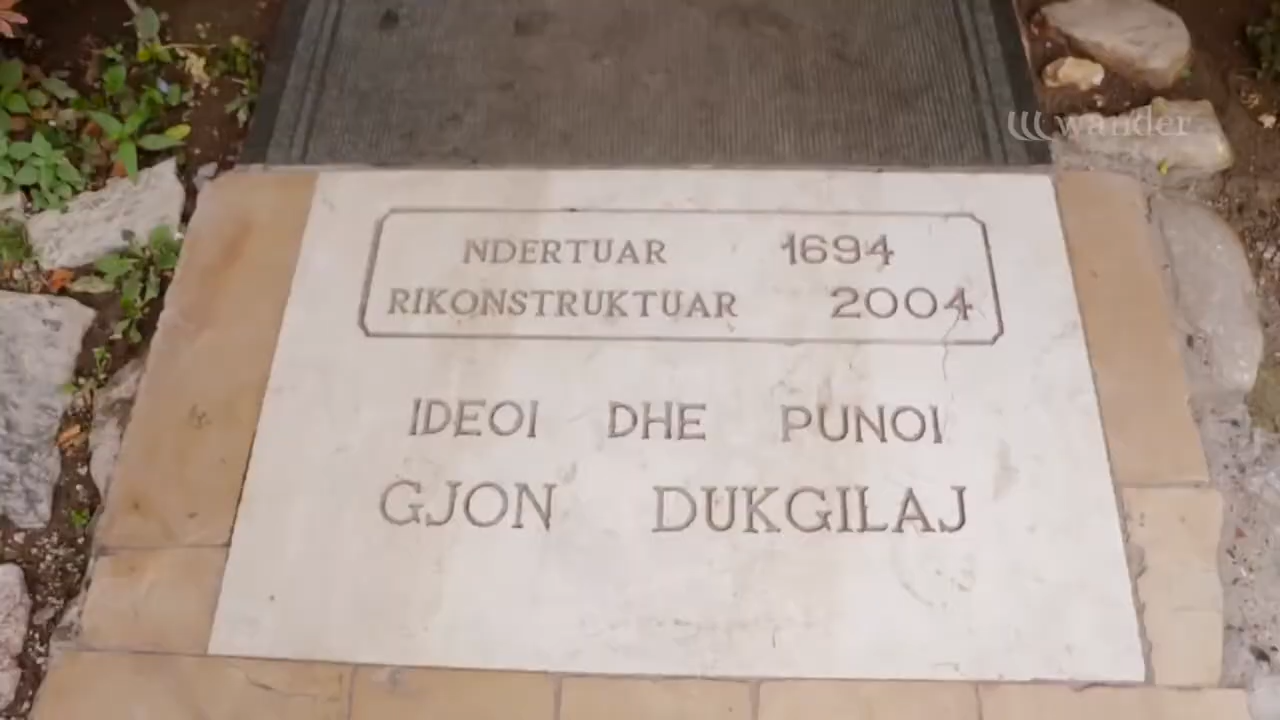 wander
NDERTUAR 1694
RIKONSTRUKTUAR 2004
IDEOI DHE PUNOI
GJON DUKGILAJ